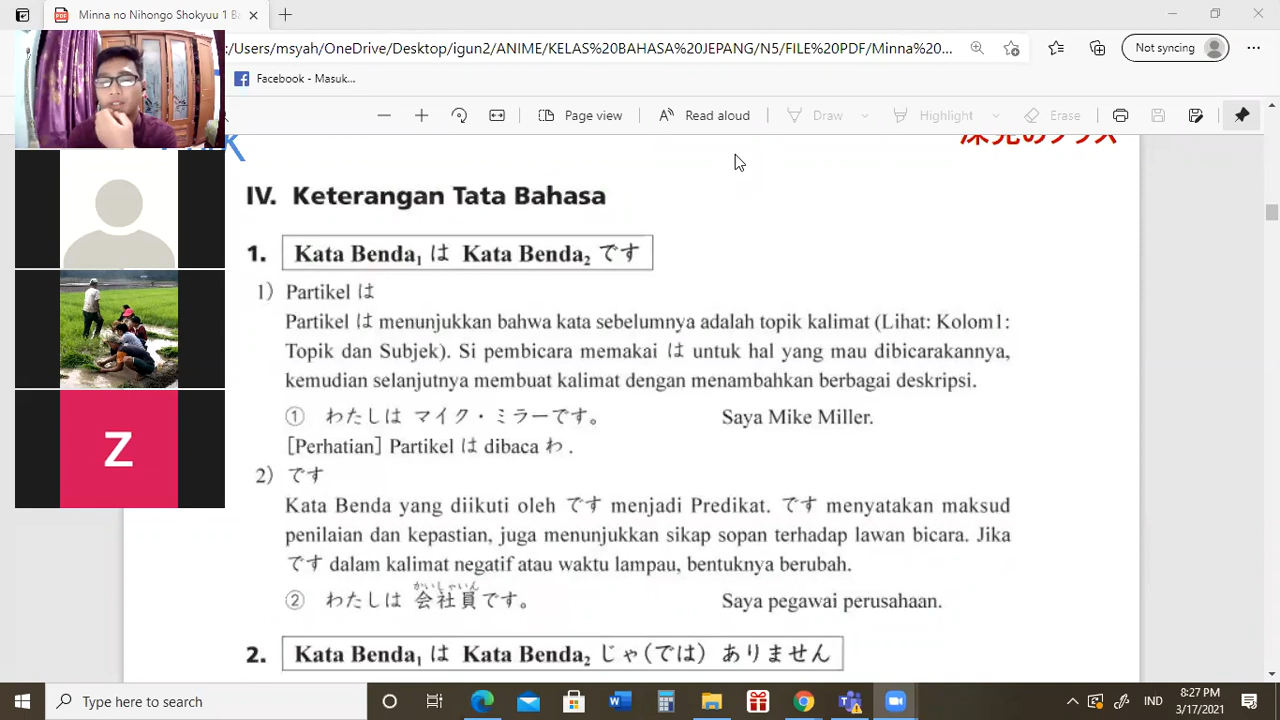 Minna no Nihongo Shokyuu 1
:/Users/msyah/OneDrive/Desktop/igun2/ANIME/KELAS%20BAHASA%20JEPANG/N5/FILE%20PDF/Minna%20...
Not syncing
Facebook - Masuk...
Page view
Read aloud
Draw
Highlight
Erase
IV. Keterangan Tata Bahasa
1. Kata Benda₁ は Kata Benda₂ です
1) Partikel は
Partikel は menunjukkan bahwa kata sebelumnya adalah topik kalimat (Lihat: Kolom1:
Topik dan Subjek). Si pembicara memakai は untuk hal yang mau dibicarakannya,
kemudian selanjutnya membuat kalimat dengan menambahkan berbagai deskripsi.
① わたしは マイク・ミラーです。 Saya Mike Miller.
[Perhatian] Partikel は dibaca わ.
2) です
Kata Benda yang diikuti oleh です menjadi Predikat. です menyatakan maksud
penilaian dan kepastian, juga menunjukkan sikap sopan terhadap lawan bicara. Jika
です dalam kalimat negatif atau waktu lampau, bentuknya berubah.
かいしゃいん
② わたしは 会社員です。 Saya pegawai perusahaan.
2. Kata Benda₁ は Kata Benda₂ じゃ(では) ありません
Z
Type here to search
IND
8:27 PM
3/17/2021